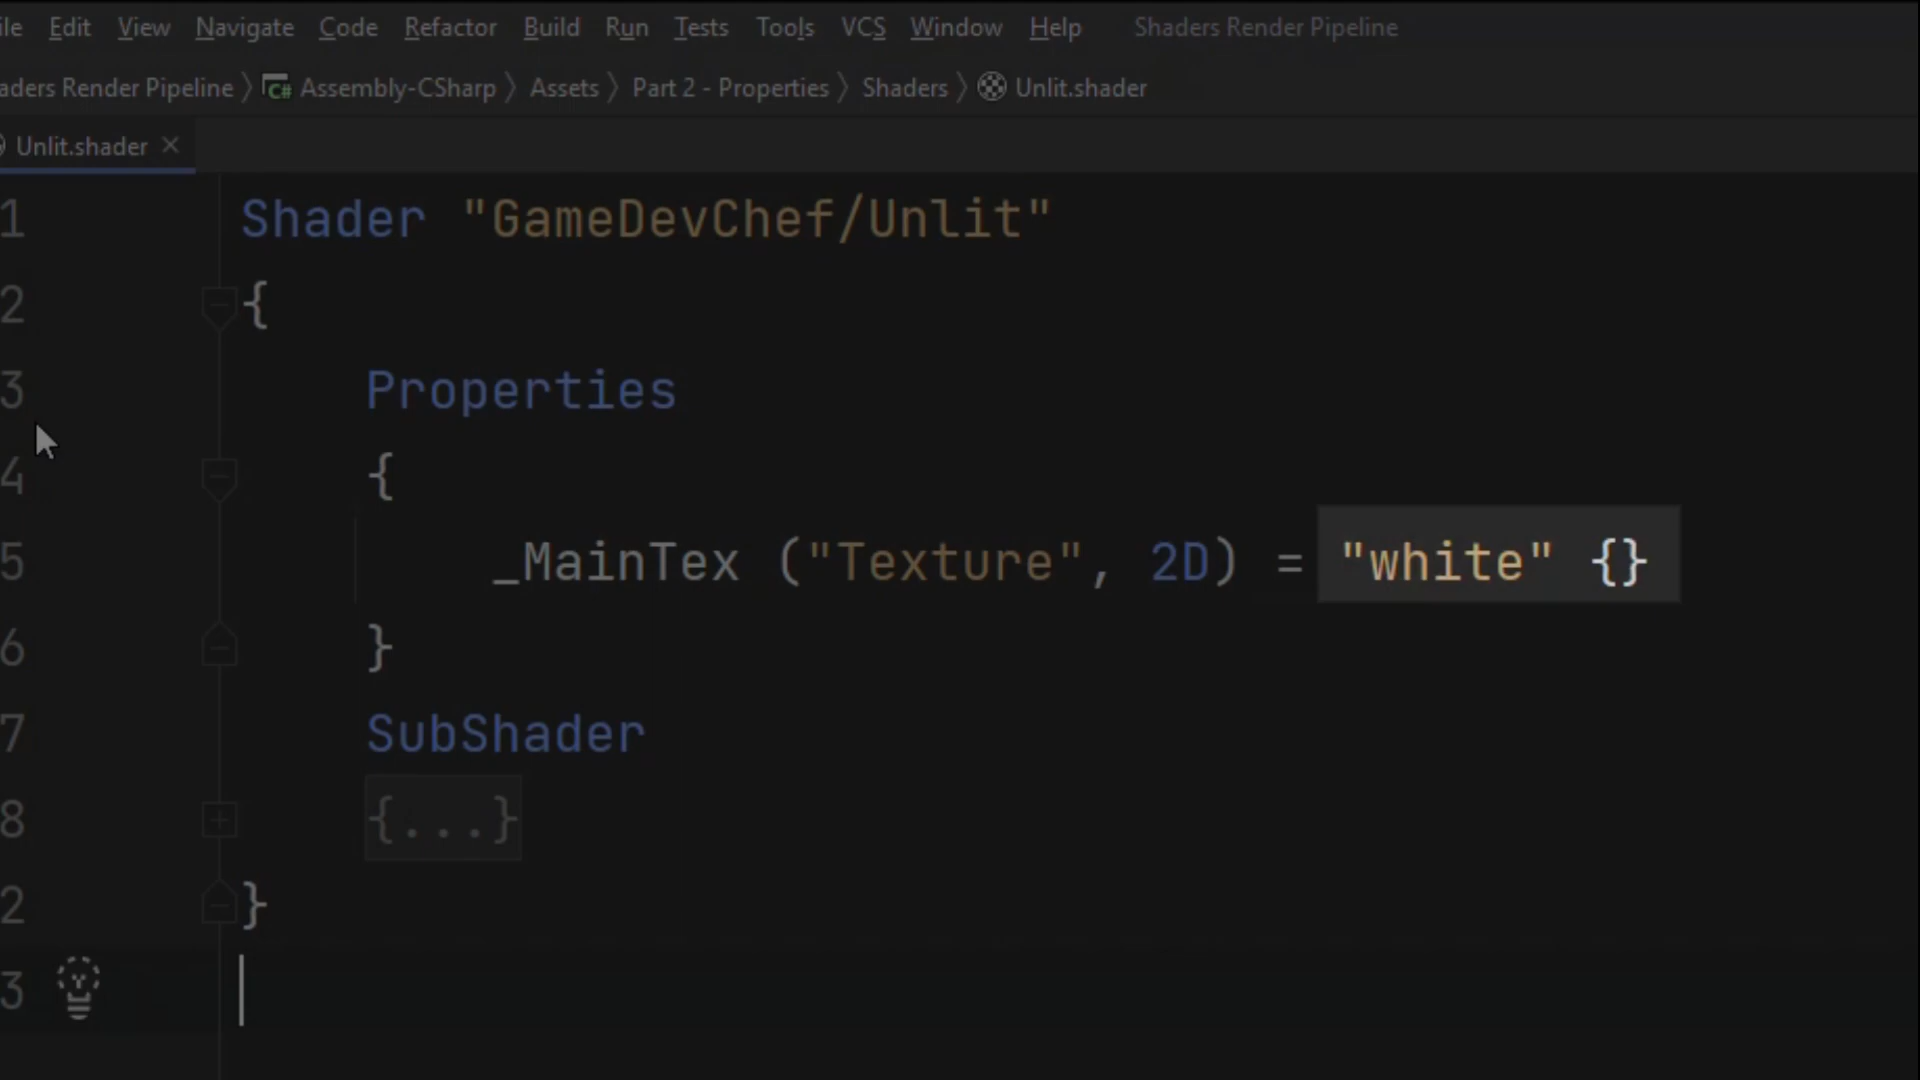 ile Edit View Navigate Code Refactor Build Run Tests Tools VCS Window Help Shaders Render Pipeline
aders Render Pipeline 〉 C# Assembly-CSharp 〉 Assets 〉 Part 2 - Properties 〉 Shaders 〉 Unlit.shader
Unlit.shader ×
1 Shader "GameDevChef/Unlit"
2 {
3 Properties
4 {
5 _MainTex ("Texture", 2D) = "white" {}
6 }
7 SubShader
8 {...}
2 }
3